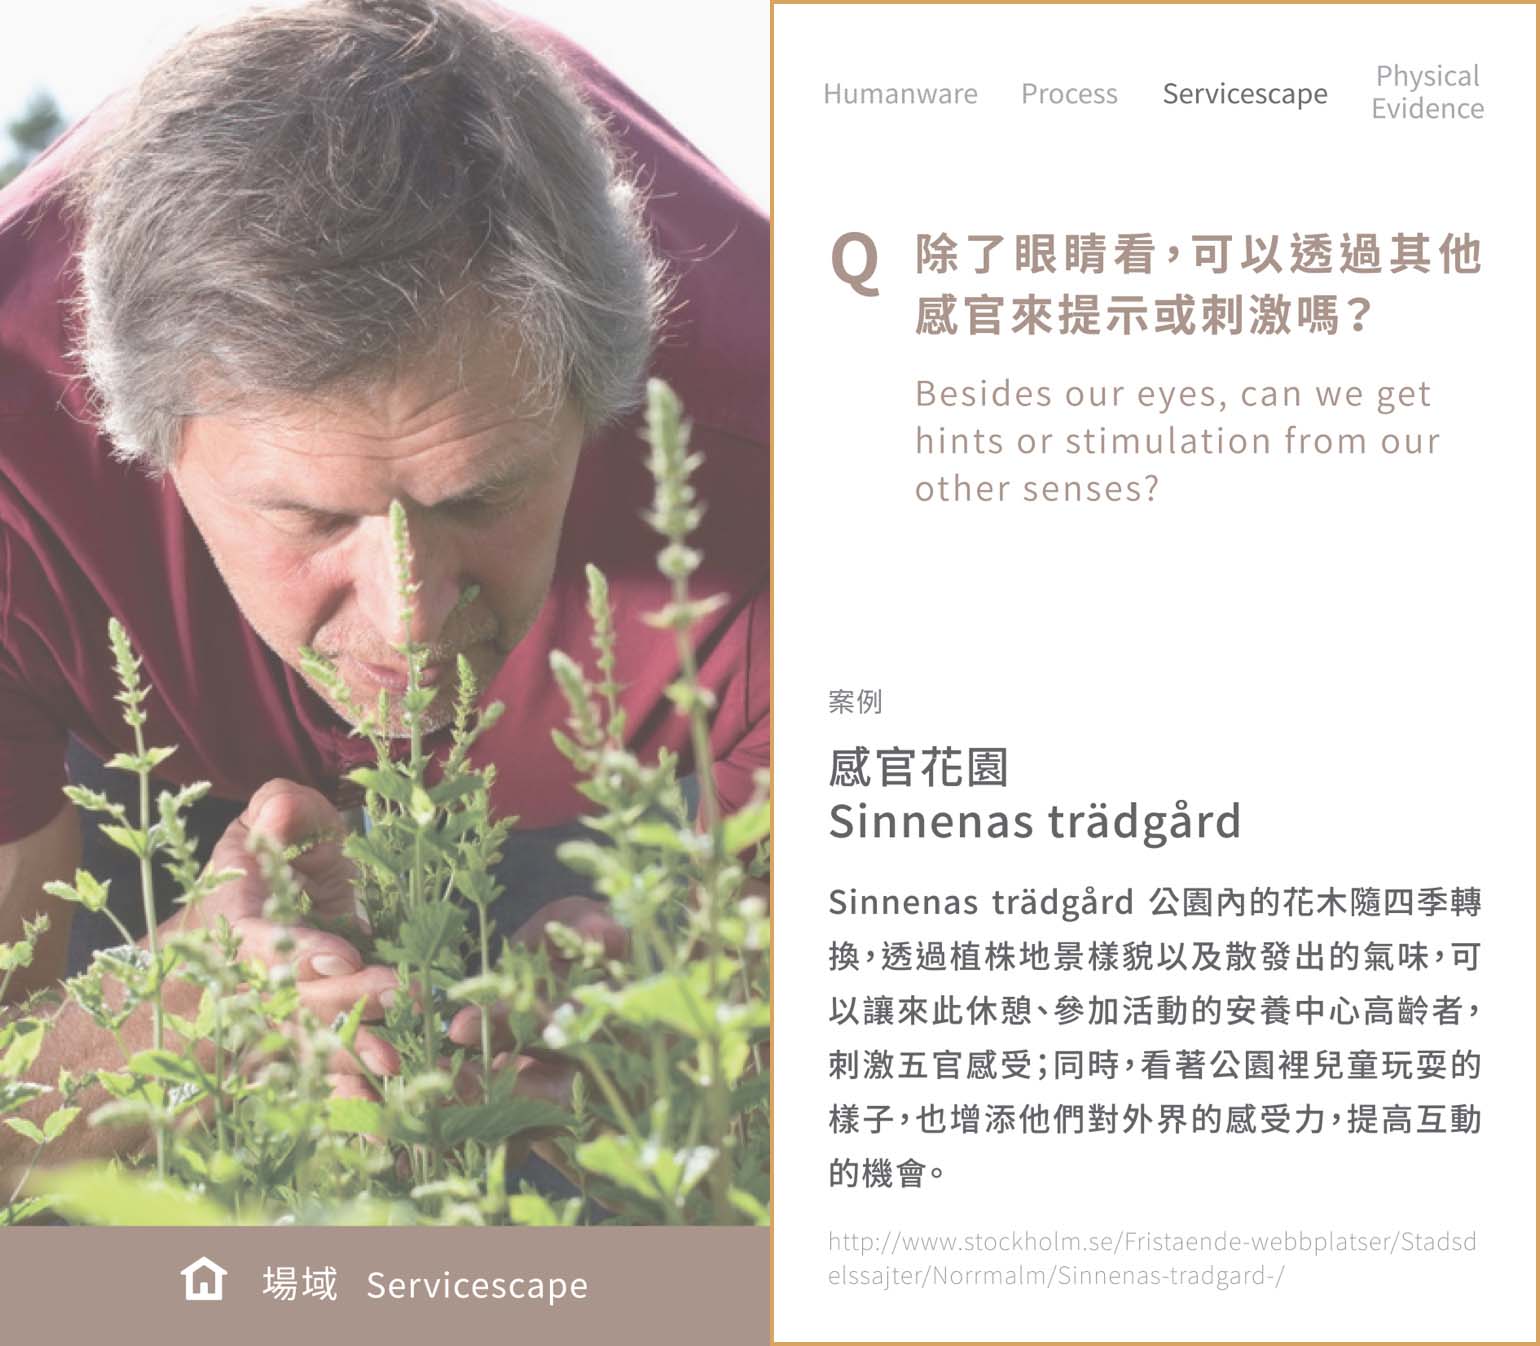 場域 Servicescape
Humanware Process Servicescape Physical
Evidence
Q 除了眼睛看，可以透過其他
感官來提示或刺激嗎？
Besides our eyes, can we get
hints or stimulation from our
other senses?
案例
感官花園
Sinnenas trädgård
Sinnenas trädgård 公園內的花木隨四季轉
換，透過植株地景樣貌以及散發出的氣味，可
以讓來此休憩、參加活動的安養中心高齡者，
刺激五官感受；同時，看著公園裡兒童玩耍的
樣子，也增添他們對外界的感受力，提高互動
的機會。
http://www.stockholm.se/Fristaende-webbplatser/Stadsd
elssajter/Norrmalm/Sinnenas-tradgard-/